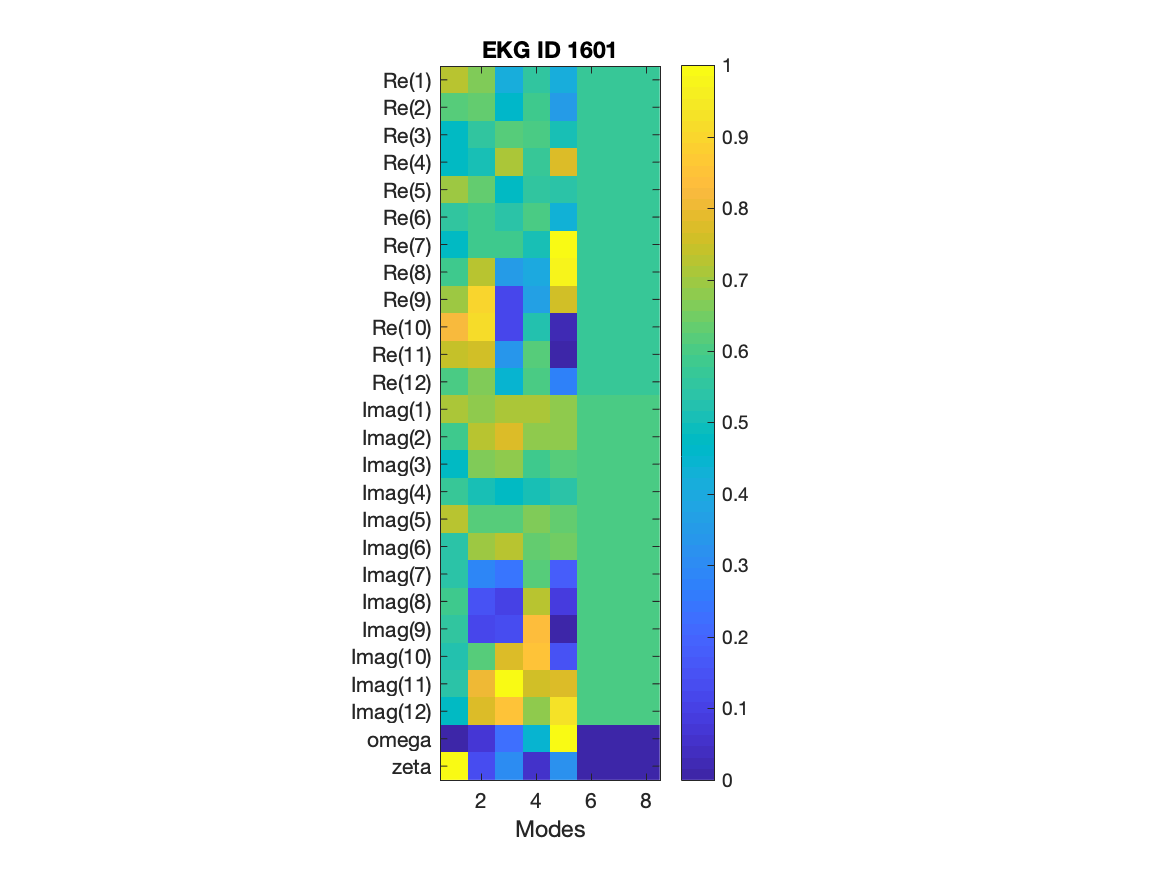 EKG ID 1601
Re(1)
Re(2)
Re(3)
Re(4)
Re(5)
Re(6)
Re(7)
Re(8)
Re(9)
Re(10)
Re(11)
Re(12)
Imag(1)
Imag(2)
Imag(3)
Imag(4)
Imag(5)
Imag(6)
Imag(7)
Imag(8)
Imag(9)
Imag(10)
Imag(11)
Imag(12)
omega
zeta
2 4 6 8
Modes
1
0.9
0.8
0.7
0.6
0.5
0.4
0.3
0.2
0.1
0